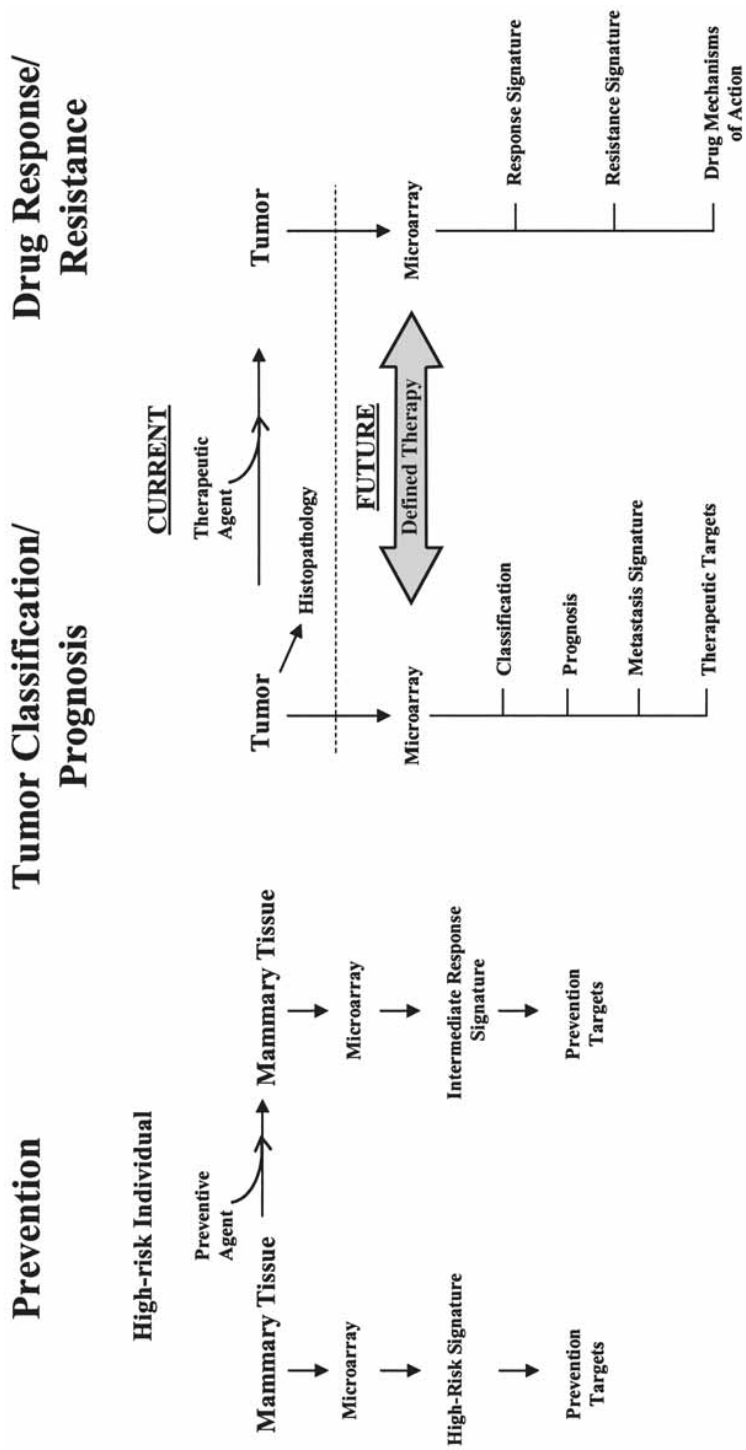 Prevention
High-risk Individual
Preventive
Agent
Mammary Tissue
Mammary Tissue
Microarray
Microarray
High-Risk Signature
Intermediate Response
Signature
Prevention
Targets
Prevention
Targets
Tumor Classification/
Prognosis
Drug Response/
Resistance
CURRENT
Therapeutic
Agent
Tumor
Tumor
Histopathology
FUTURE
Defined Therapy
Microarray
Microarray
Classification
Prognosis
Metastasis Signature
Therapeutic Targets
Response Signature
Resistance Signature
Drug Mechanisms
of Action